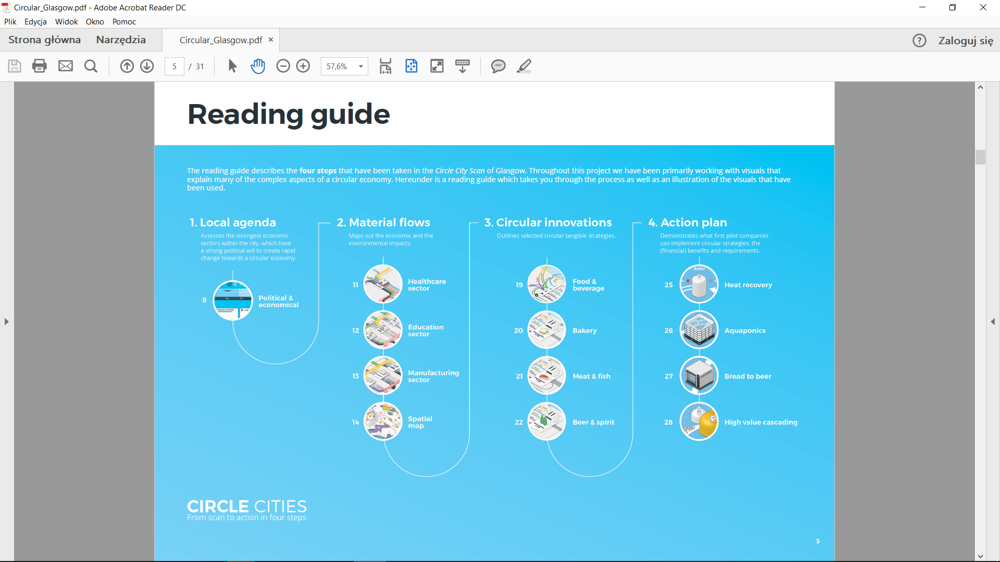 Circular_Glasgow.pdf - Adobe Acrobat Reader DC
Plik Edycja Widok Okno Pomoc
Strona główna Narzędzia Circular_Glasgow.pdf × ? Zaloguj się
5 / 31 57,6%
Reading guide
The reading guide describes the four steps that have been taken in the Circle City Scan of Glasgow. Throughout this project we have been primarily working with visuals that
explain many of the complex aspects of a circular economy. Hereunder is a reading guide which takes you through the process as well as an illustration of the visuals that have
been used.
1. Local agenda
Assesses the strongest economic
sectors within the city, which have
a strong political will to create rapid
change towards a circular economy.
8
Political &
economical
2. Material flows
Maps out the economic and the
environmental impacts.
11
Healthcare
sector
12
Education
sector
13
Manufacturing
sector
14
Spatial
map
3. Circular innovations
Outlines selected circular tangible strategies.
19
Food &
beverage
20
Bakery
21
Meat & fish
22
Beer & spirit
4. Action plan
Demonstrates what first pilot companies
can implement circular strategies, the
(financial) benefits and requirements.
Boiler
25
Heat recovery
26
Aquaponics
27
Bread to beer
28
High value cascading
CIRCLE CITIES
From scan to action in four steps
5